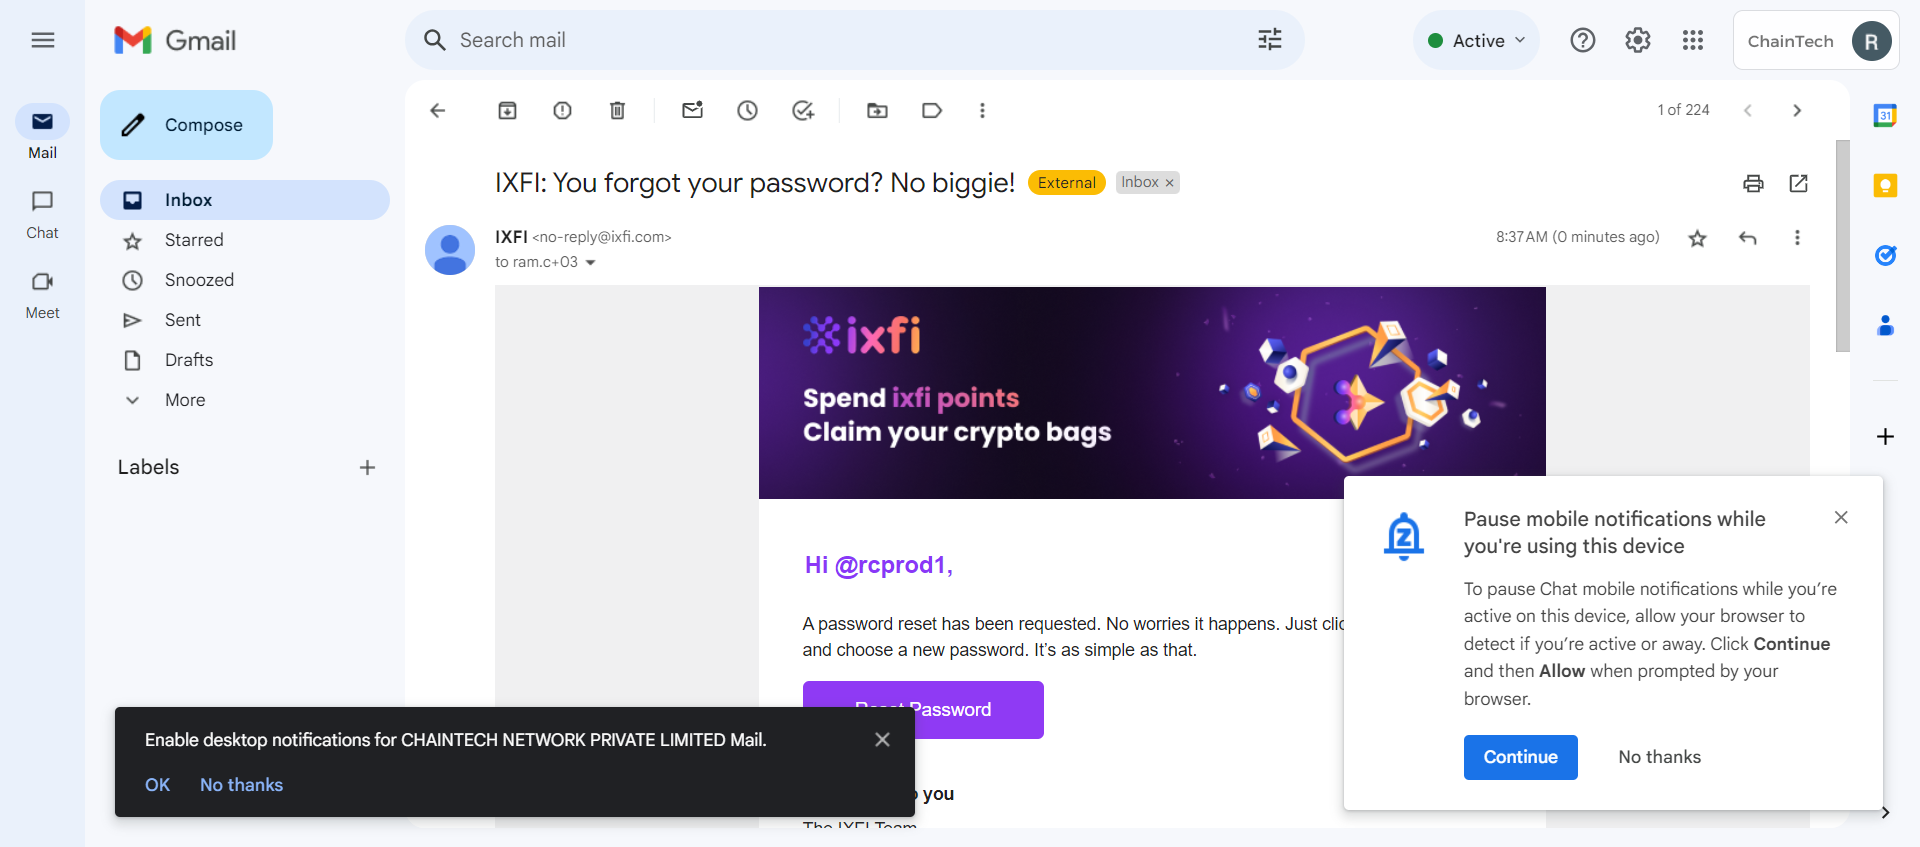 Gmail
Search mail
Active
ChainTech
R
Mail
Chat
Meet
Compose
Inbox
Starred
Snoozed
Sent
Drafts
More
Labels
1 of 224
31
IXFI: You forgot your password? No biggie!
External
Inbox ×
IXFI <no-reply@ixfi.com>
to ram.c+03
8:37 AM (0 minutes ago)
ixfi
Spend ixfi points
Claim your crypto bags
Hi @rcprod1,
A password reset has been requested. No worries it happens. Just
and choose a new password. It's as simple as that.
Reset Password
you
The IXFI Team
Enable desktop notifications for CHAINTECH NETWORK PRIVATE LIMITED Mail.
OK
No thanks
Z
Pause mobile notifications while
you're using this device
To pause Chat mobile notifications while you're
active on this device, allow your browser to
detect if you're active or away. Click Continue
and then Allow when prompted by your
browser.
Continue
No thanks